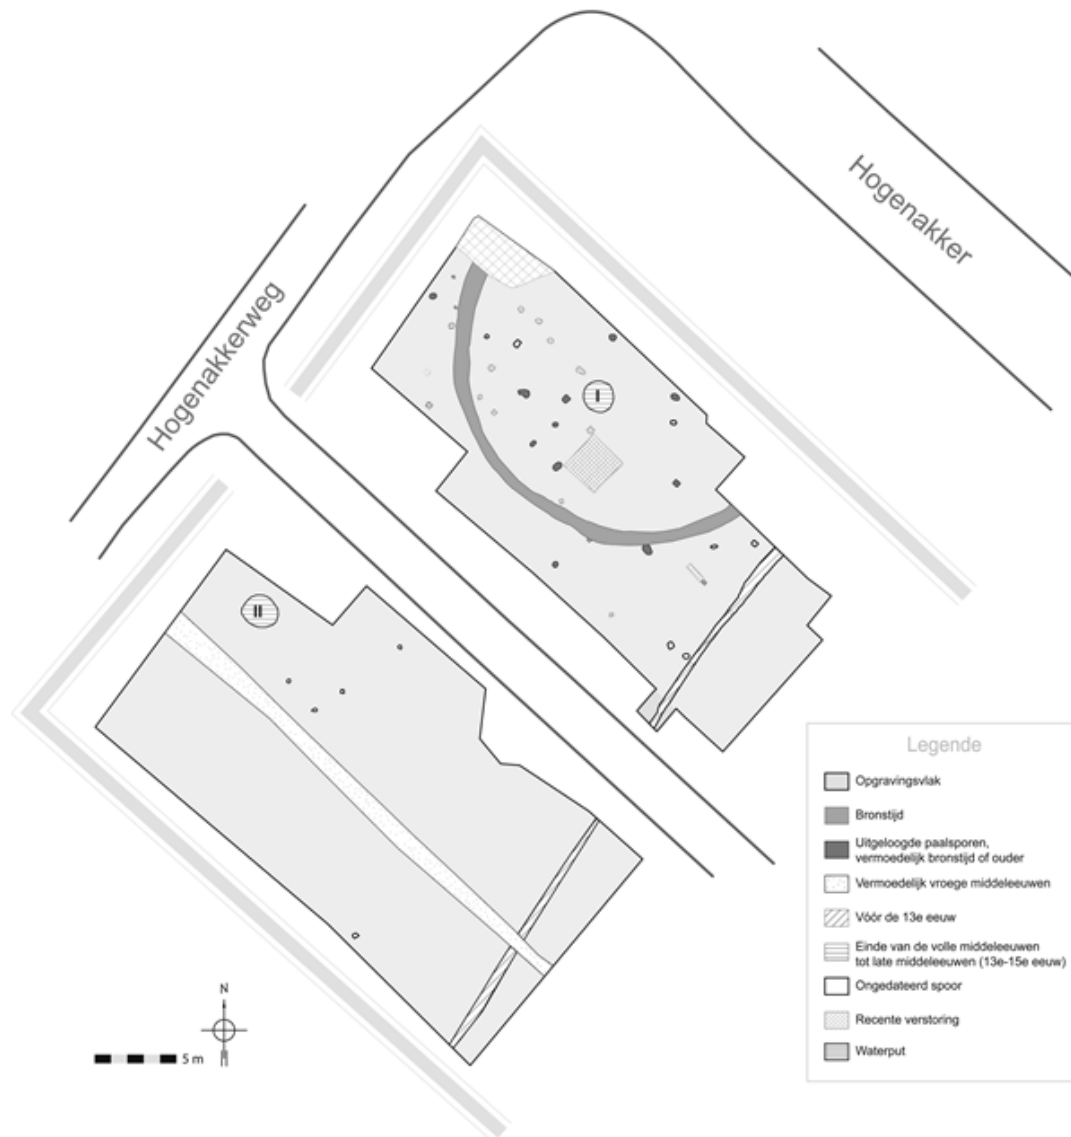 Hogenakker
Hogenakkerweg
I
II
Legende
Opgravingsvlak
Bronstijd
Uitgeloogde paalsporen,
vermoedelijk bronstijd of ouder
Vermoedelijk vroege middeleeuwen
Vóór de 13e eeuw
Einde van de volle middeleeuwen
tot late middeleeuwen (13e-15e eeuw)
Ongedateerd spoor
Recente verstoring
Waterput
N
5 m